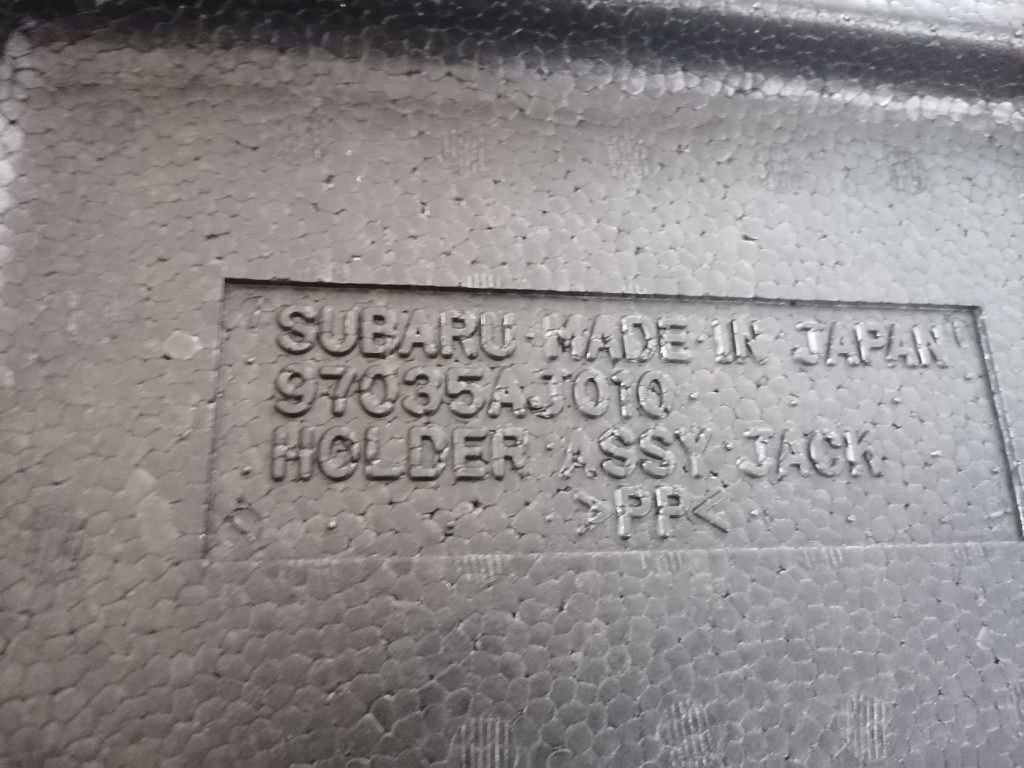 SUBARU MADE IN JAPAN
97035AJ010
HOLDER ASSY JACK
>PP<